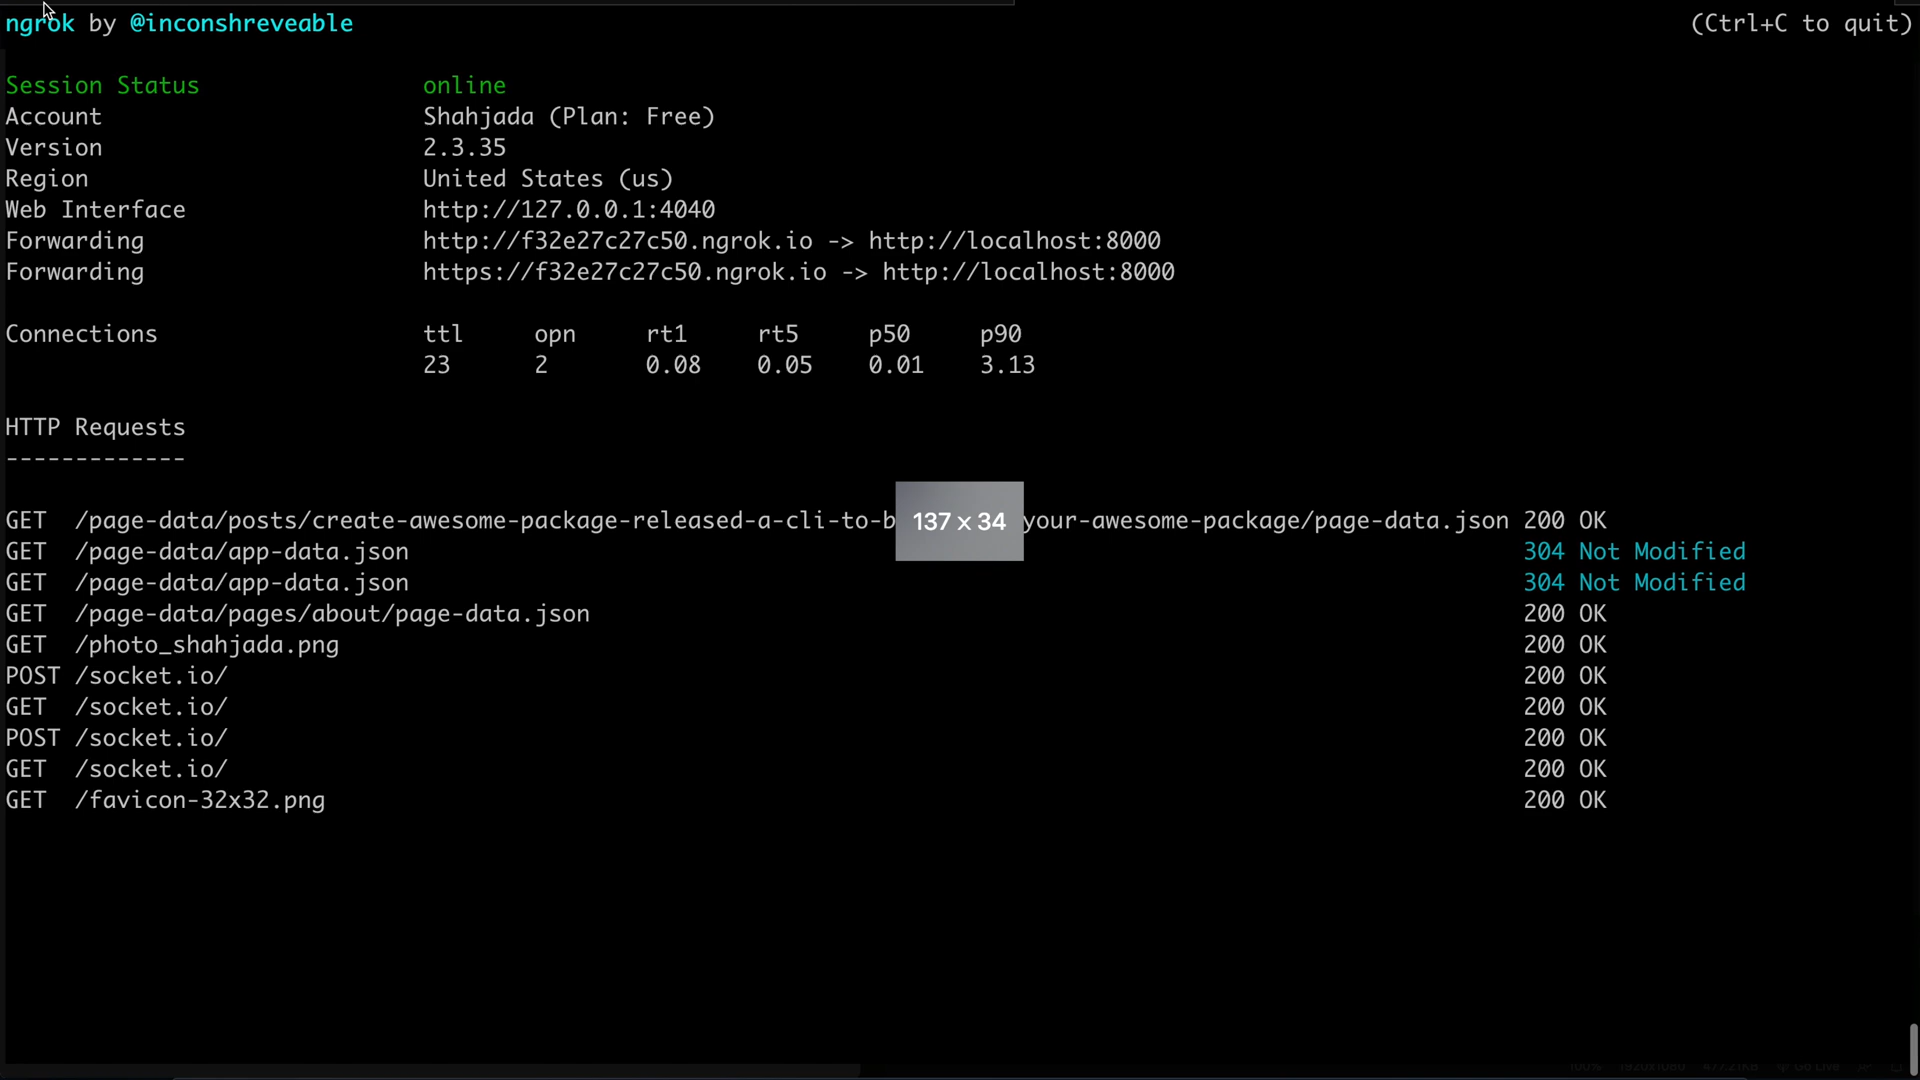 ngrok by @inconshreveable (Ctrl+C to quit)
Session Status online
Account Shahjada (Plan: Free)
Version 2.3.35
Region United States (us)
Web Interface http://127.0.0.1:4040
Forwarding http://f32e27c27c50.ngrok.io -> http://localhost:8000
Forwarding https://f32e27c27c50.ngrok.io -> http://localhost:8000
Connections ttl opn rt1 rt5 p50 p90
23 2 0.08 0.05 0.01 3.13
HTTP Requests
-------------
GET /page-data/posts/create-awesome-package-released-a-cli-to-b 137 x 34 your-awesome-package/page-data.json 200 OK
GET /page-data/app-data.json 304 Not Modified
GET /page-data/app-data.json 304 Not Modified
GET /page-data/pages/about/page-data.json 200 OK
GET /photo_shahjada.png 200 OK
POST /socket.io/ 200 OK
GET /socket.io/ 200 OK
POST /socket.io/ 200 OK
GET /socket.io/ 200 OK
GET /favicon-32x32.png 200 OK
100% 1920x1080 477.21KB Go Live